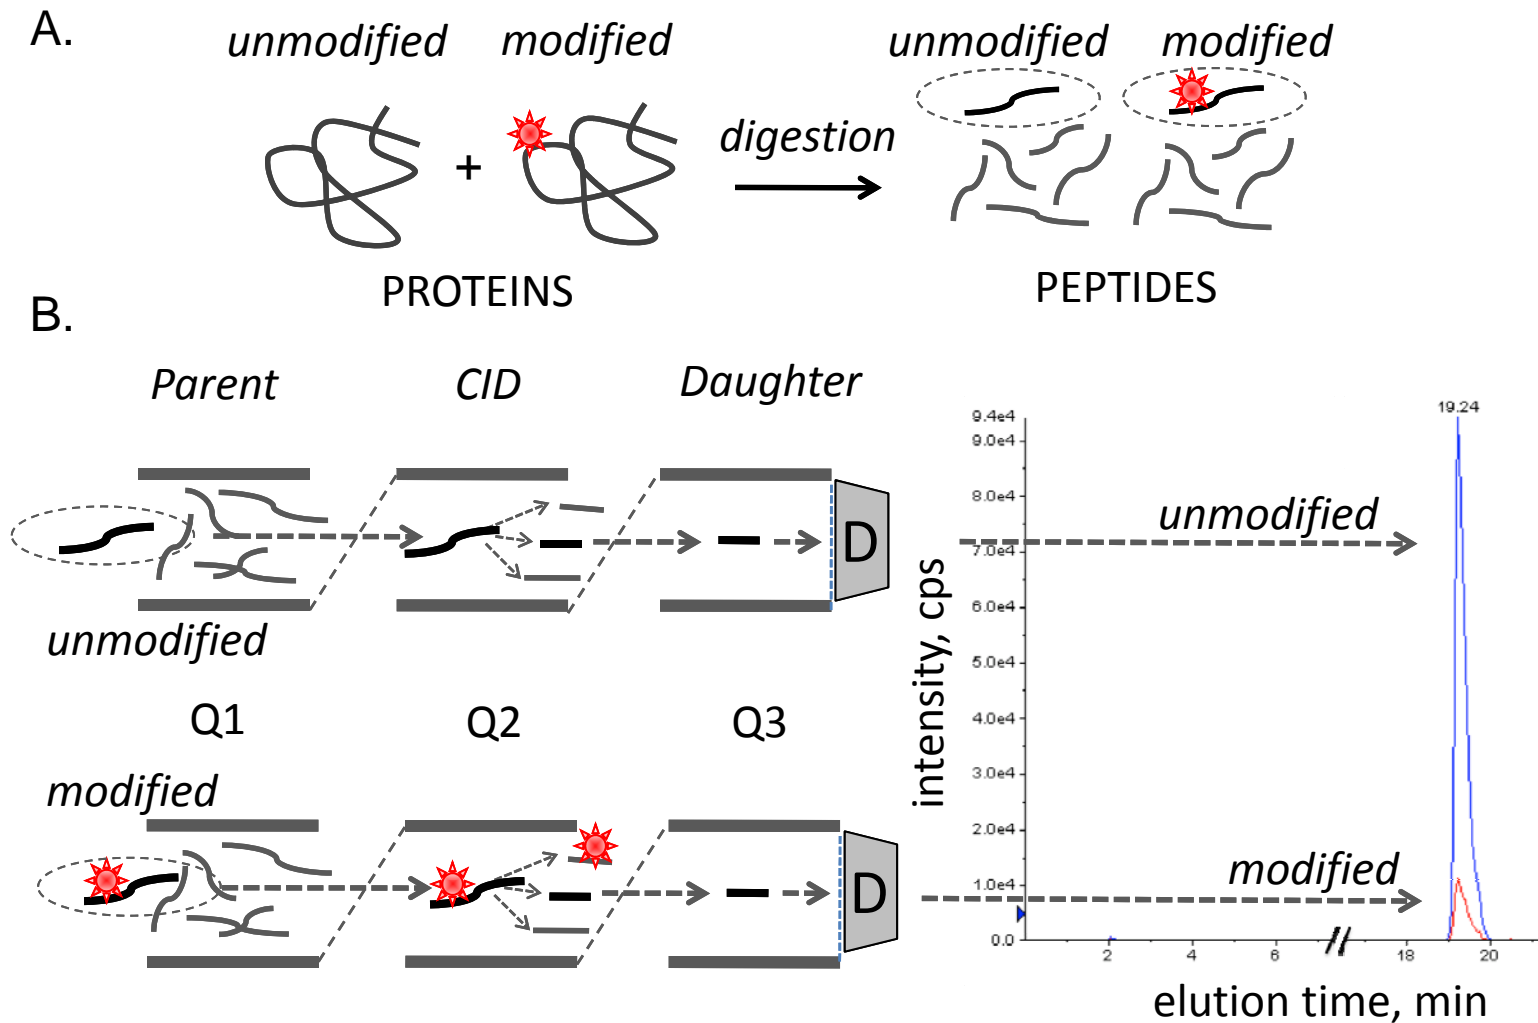 A.
unmodified modified unmodified modified
+ digestion
PROTEINS PEPTIDES
B.
Parent CID Daughter
D
unmodified
Q1 Q2 Q3
modified
D
19.24
9.4e4
9.0e4
8.0e4
unmodified
7.0e4
6.0e4
5.0e4
4.0e4
3.0e4
2.0e4
modified
1.0e4
0.0
2 4 6 18 20
intensity, cps
elution time, min